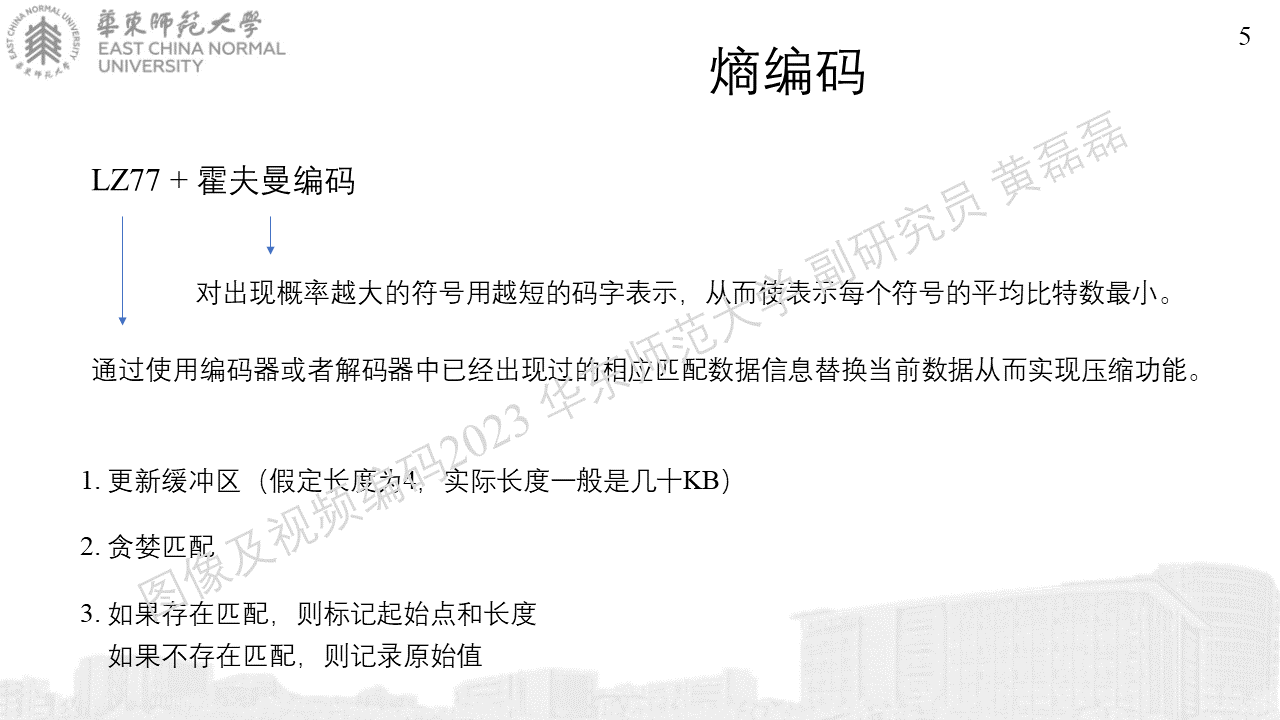 華東師範大學
EAST CHINA NORMAL
UNIVERSITY
EAST CHINA NORMAL UNIVERSITY
華東师范大學
5
熵编码
LZ77 + 霍夫曼编码
对出现概率越大的符号用越短的码字表示，从而使表示每个符号的平均比特数最小。
通过使用编码器或者解码器中已经出现过的相应匹配数据信息替换当前数据从而实现压缩功能。
1. 更新缓冲区（假定长度为4，实际长度一般是几十KB）
2. 贪婪匹配
3. 如果存在匹配，则标记起始点和长度
如果不存在匹配，则记录原始值
图像及视频编码2023 华东师范大学 副研究员 黄磊磊